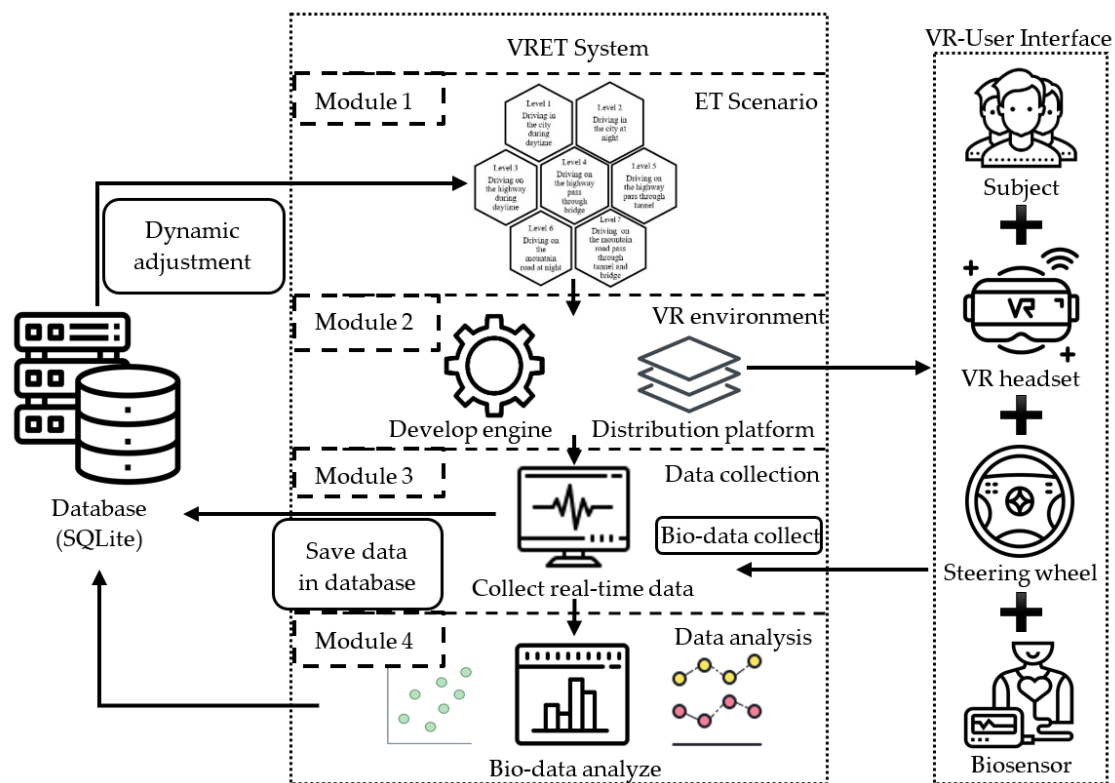 VRET System
VR-User Interface
Module 1
ET Scenario
Level 1
Driving in
the city
during
daytime
Level 2
Driving in
the city at
night
Level 3
Driving on
the highway
during
daytime
Level 4
Driving on
the highway
pass
through
bridge
Level 5
Driving on
the highway
pass through
tunnel
Level 6
Driving on
the
mountain
road at night
Level 7
Driving on
the mountain
road pass
through
tunnel and
bridge
Dynamic
adjustment
Subject
Module 2
VR environment
VR
VR headset
Develop engine
Distribution platform
Module 3
Data collection
Database
(SQLite)
Save data
in database
Bio-data collect
Collect real-time data
Steering wheel
Module 4
Data analysis
Bio-data analyze
Biosensor